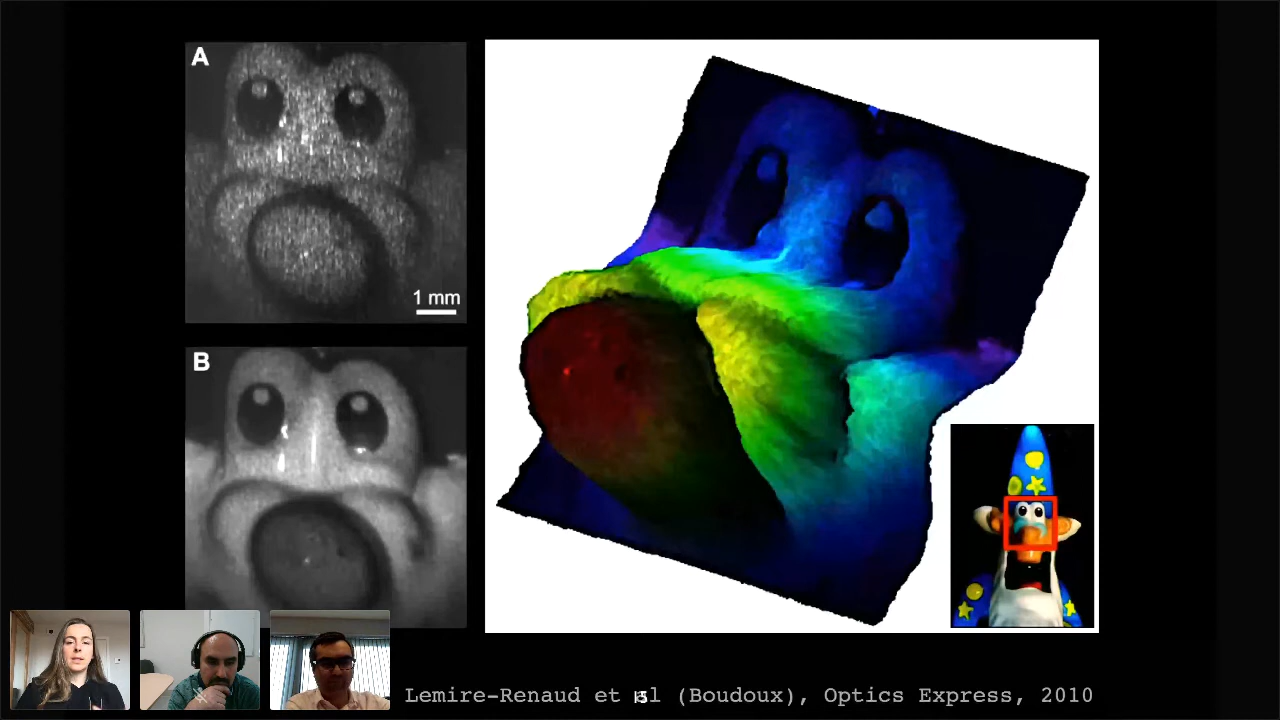 A
1 mm
B
Lemire-Renaud et al (Boudoux), Optics Express, 2010